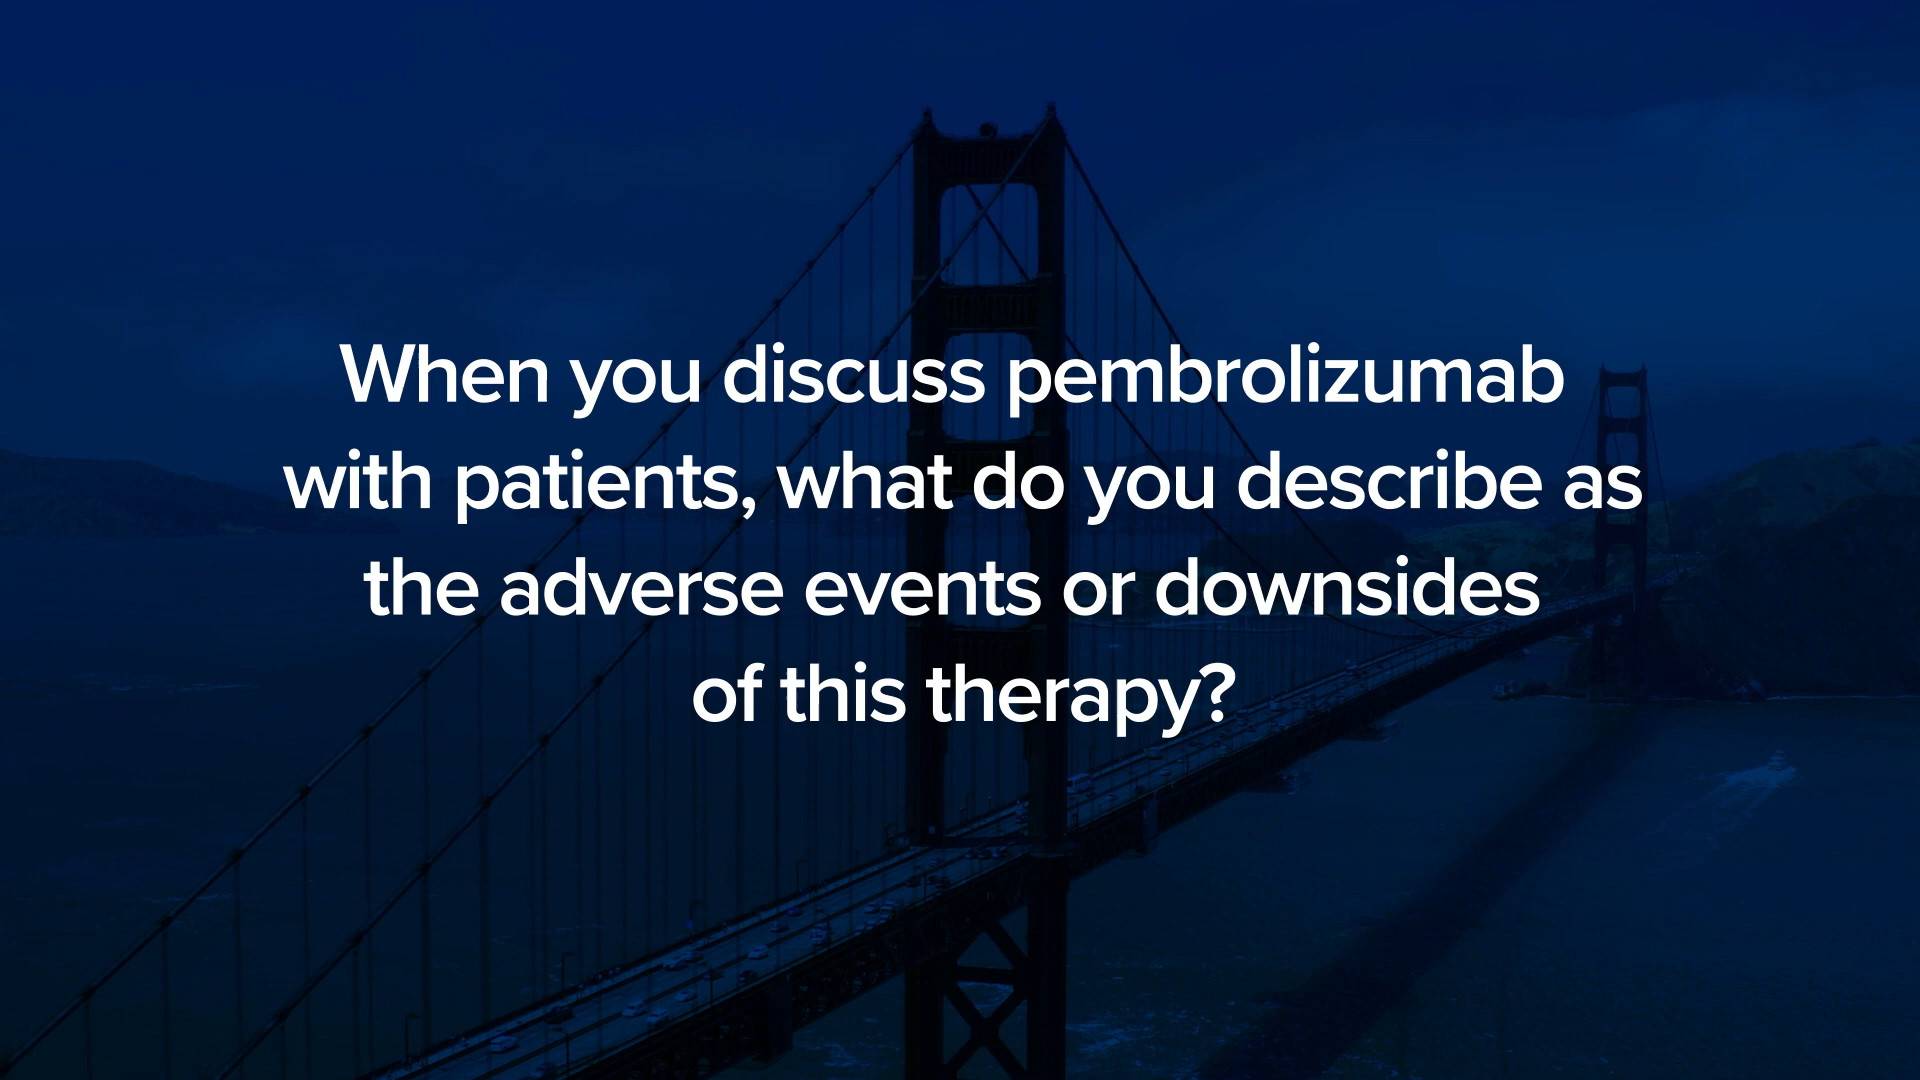 When you discuss pembrolizumab
with patients, what do you describe as
the adverse events or downsides
of this therapy?